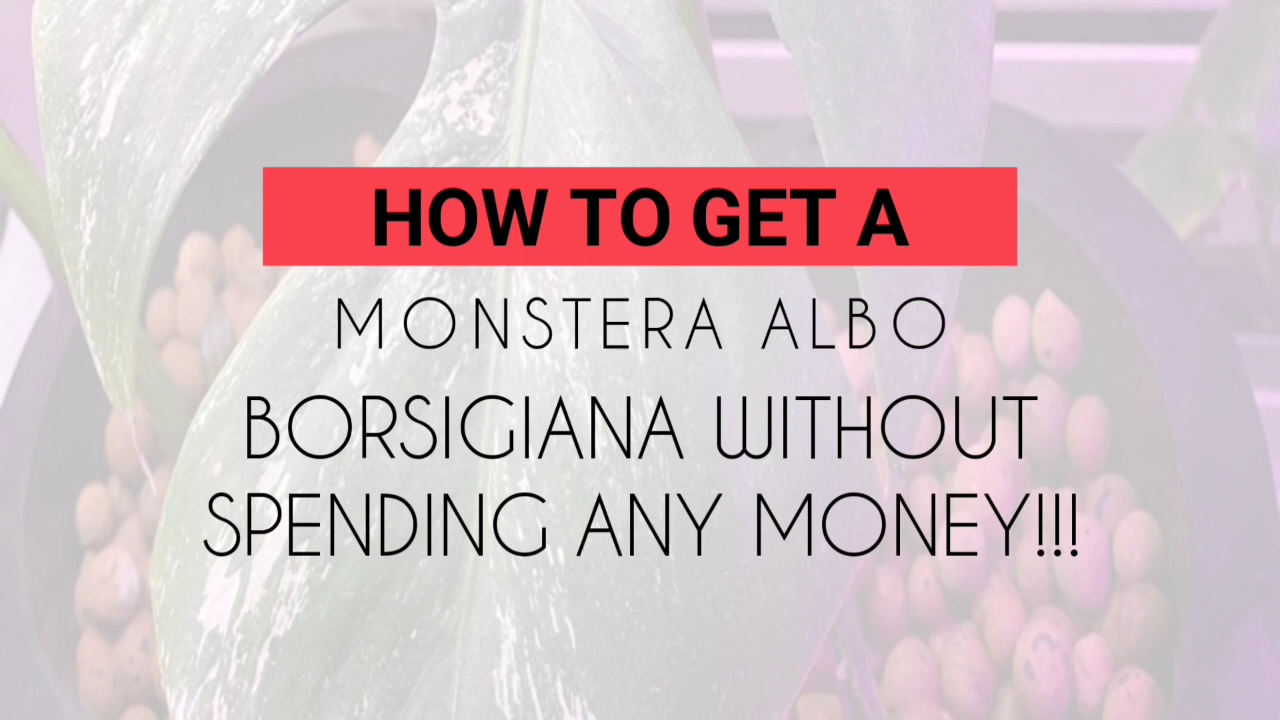 HOW TO GET A
MONSTERA ALBO
BORSIGIANA WITHOUT
SPENDING ANY MONEY!!!